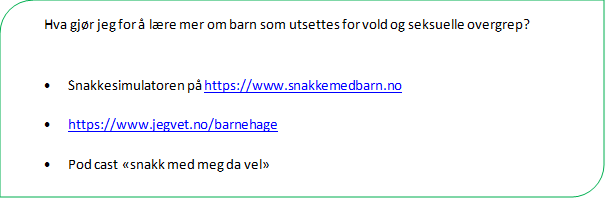 Hva gjør jeg for å lære mer om barn som utsettes for vold og seksuelle overgrep?
• Snakkesimulatoren på https://www.snakkemedbarn.no
• https://www.jegvet.no/barnehage
• Pod cast «snakk med meg da vel»